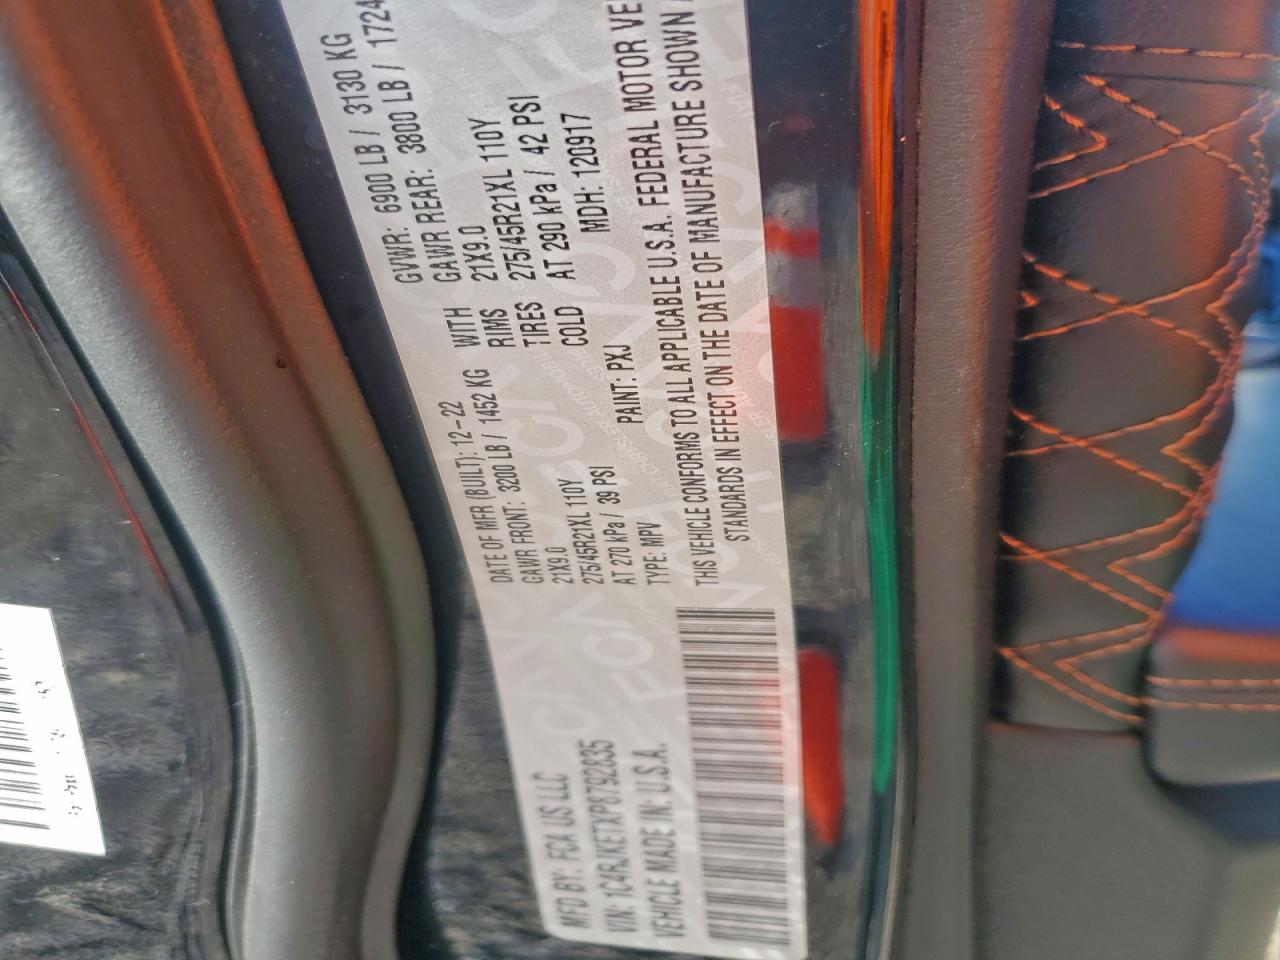 MFD BY: FCA US LLC
DATE OF MFR (BUILT): 12-22
GVWR: 6900 LB / 3130 KG
GAWR FRONT: 3200 LB / 1452 KG WITH
GAWR REAR: 3800 LB / 1724
21X9.0 RIMS 21X9.0
275/45R21XL 110Y TIRES 275/45R21XL 110Y
AT 270 kPa / 39 PSI COLD AT 290 kPa / 42 PSI
VIN: 1C4RJKETXP8792835
TYPE: MPV
PAINT: PXJ
MDH: 120917
VEHICLE MADE IN: U.S.A.
THIS VEHICLE CONFORMS TO ALL APPLICABLE U.S.A. FEDERAL MOTOR VE
STANDARDS IN EFFECT ON THE DATE OF MANUFACTURE SHOWN